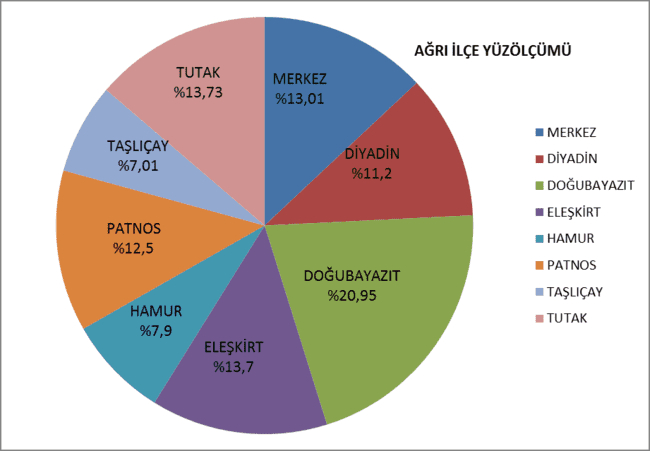 AĞRI İLÇE YÜZÖLÇÜMÜ
MERKEZ
%13,01
DİYADİN
%11,2
DOĞUBAYAZIT
%20,95
ELEŞKİRT
%13,7
HAMUR
%7,9
PATNOS
%12,5
TAŞLIÇAY
%7,01
TUTAK
%13,73
MERKEZ
DİYADİN
DOĞUBAYAZIT
ELEŞKİRT
HAMUR
PATNOS
TAŞLIÇAY
TUTAK